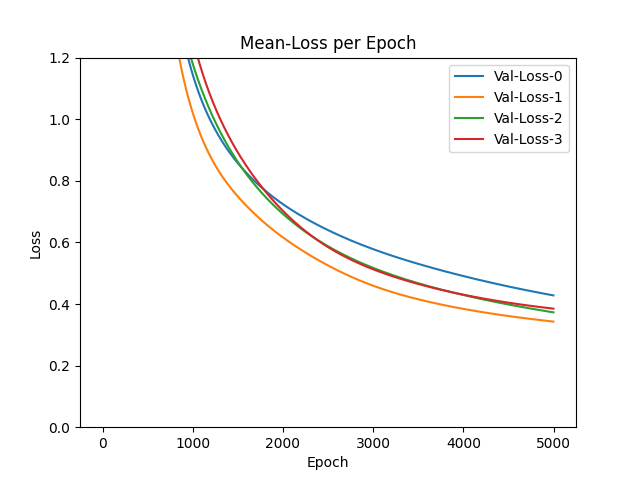 Mean-Loss per Epoch
1.2
1.0
0.8
0.6
0.4
0.2
0.0
Loss
Val-Loss-0
Val-Loss-1
Val-Loss-2
Val-Loss-3
0 1000 2000 3000 4000 5000
Epoch